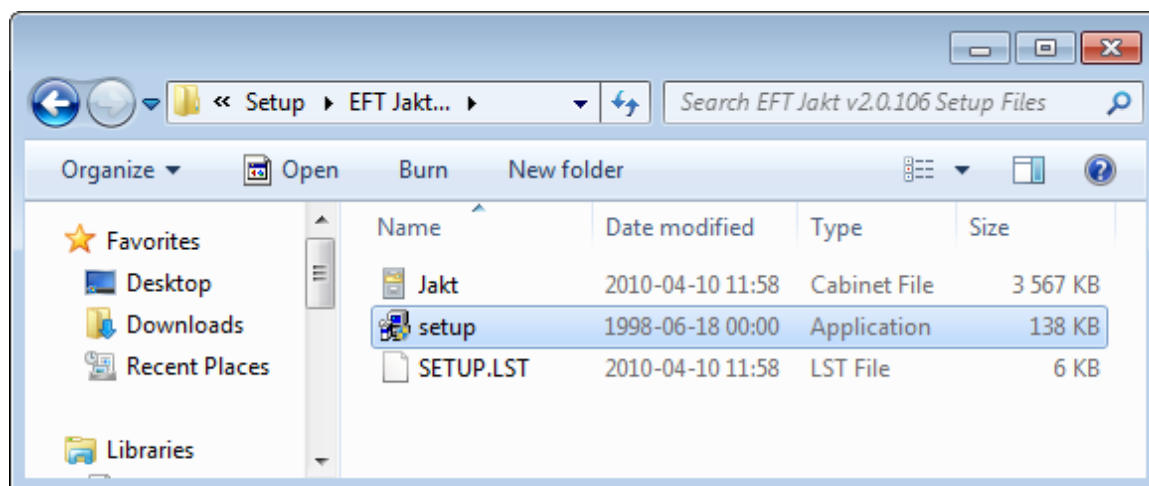 « Setup EFT Jakt... Search EFT Jakt v2.0.106 Setup Files
Organize Open Burn New folder
Favorites
Desktop
Downloads
Recent Places
Libraries
Name Date modified Type Size
Jakt 2010-04-10 11:58 Cabinet File 3 567 KB
setup 1998-06-18 00:00 Application 138 KB
SETUP.LST 2010-04-10 11:58 LST File 6 KB